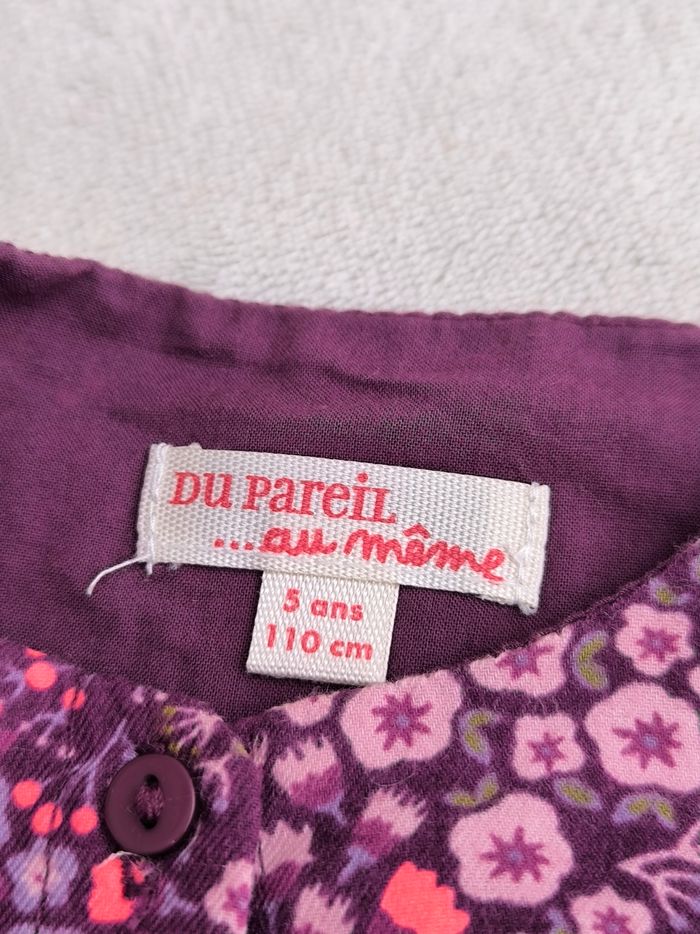 DU PAREIL
...au même
5 ans
110 cm